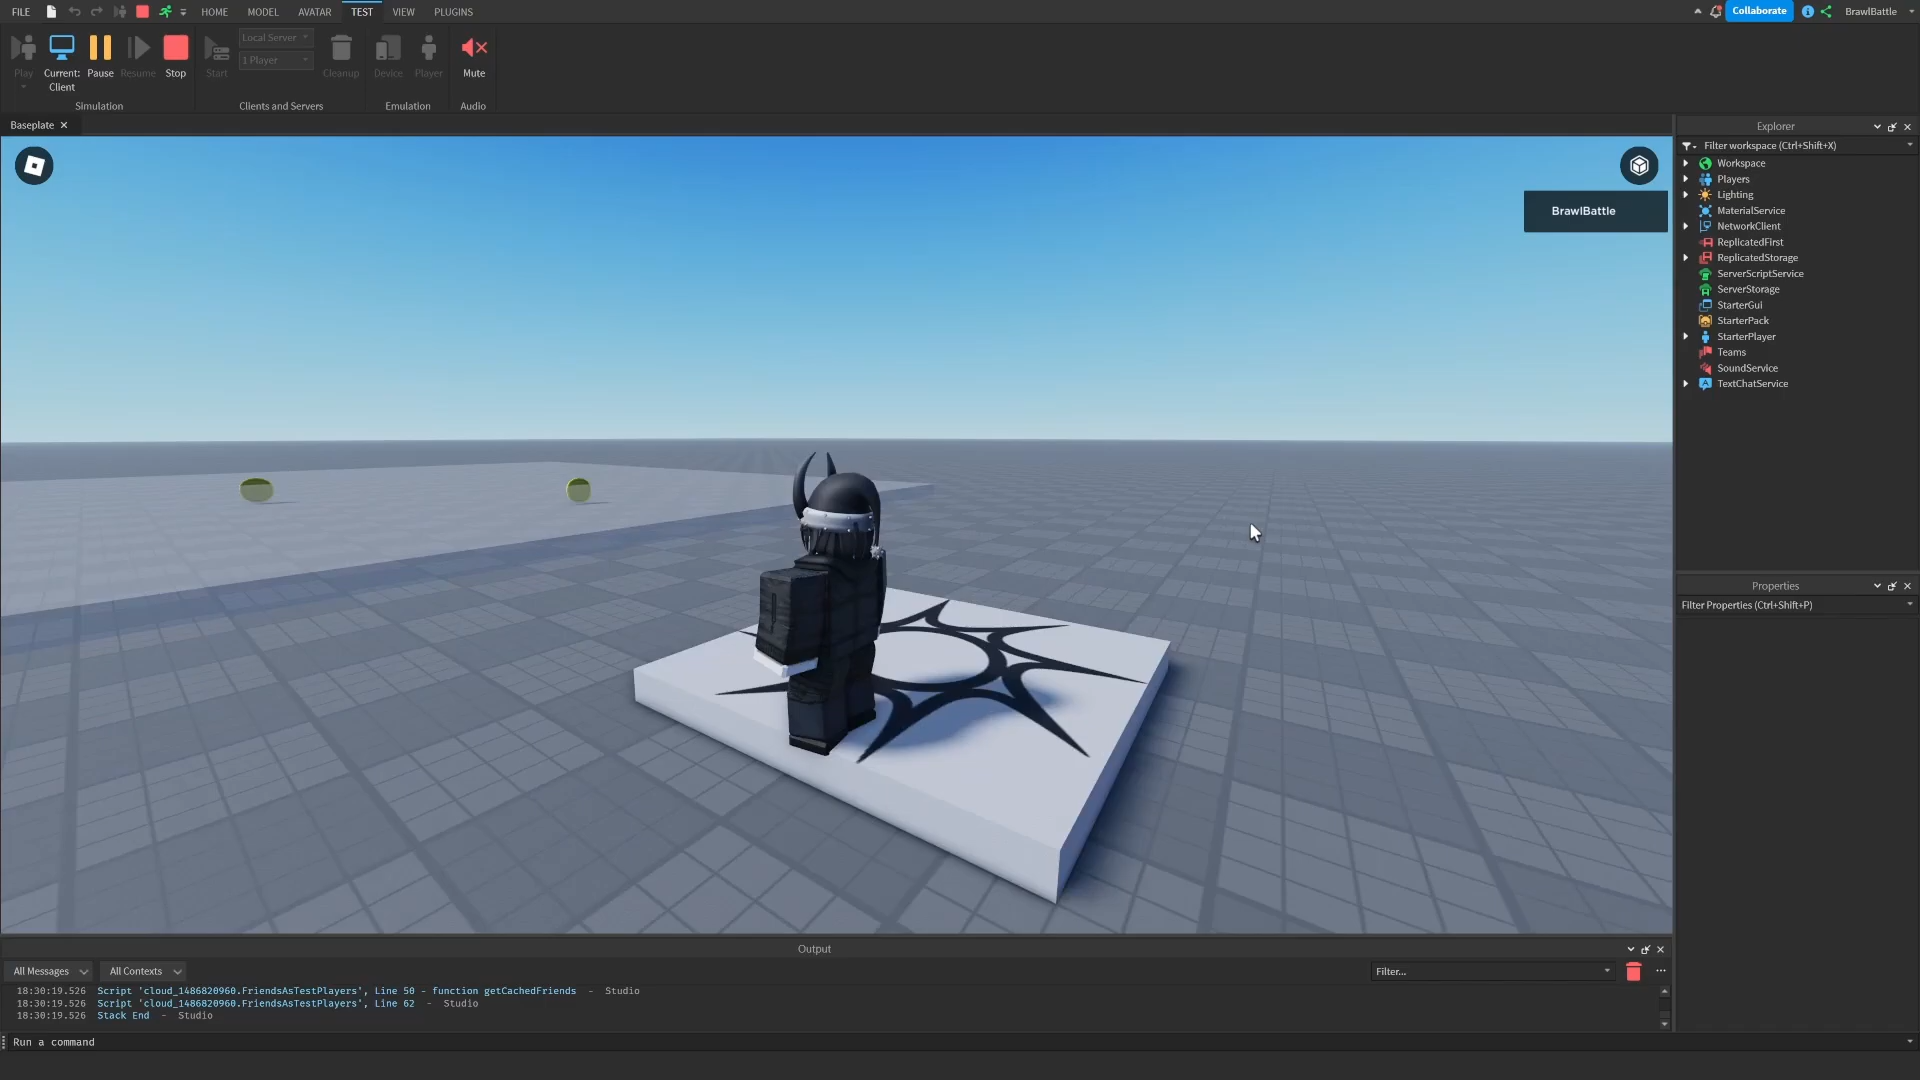 FILE HOME MODEL AVATAR TEST VIEW PLUGINS Collaborate BrawlBattle
Play Current: Client Pause Resume Stop
Simulation
Start Local Server 1 Player Cleanup
Clients and Servers
Device Player
Emulation
Mute
Audio
Baseplate
BrawlBattle
Explorer
Filter workspace (Ctrl+Shift+X)
Workspace
Players
Lighting
MaterialService
NetworkClient
ReplicatedFirst
ReplicatedStorage
ServerScriptService
ServerStorage
StarterGui
StarterPack
StarterPlayer
Teams
SoundService
TextChatService
Properties
Filter Properties (Ctrl+Shift+P)
Output
All Messages All Contexts Filter...
18:30:19.526 Script 'cloud_1486820960.FriendsAsTestPlayers', Line 50 - function getCachedFriends - Studio
18:30:19.526 Script 'cloud_1486820960.FriendsAsTestPlayers', Line 62 - Studio
18:30:19.526 Stack End - Studio
Run a command